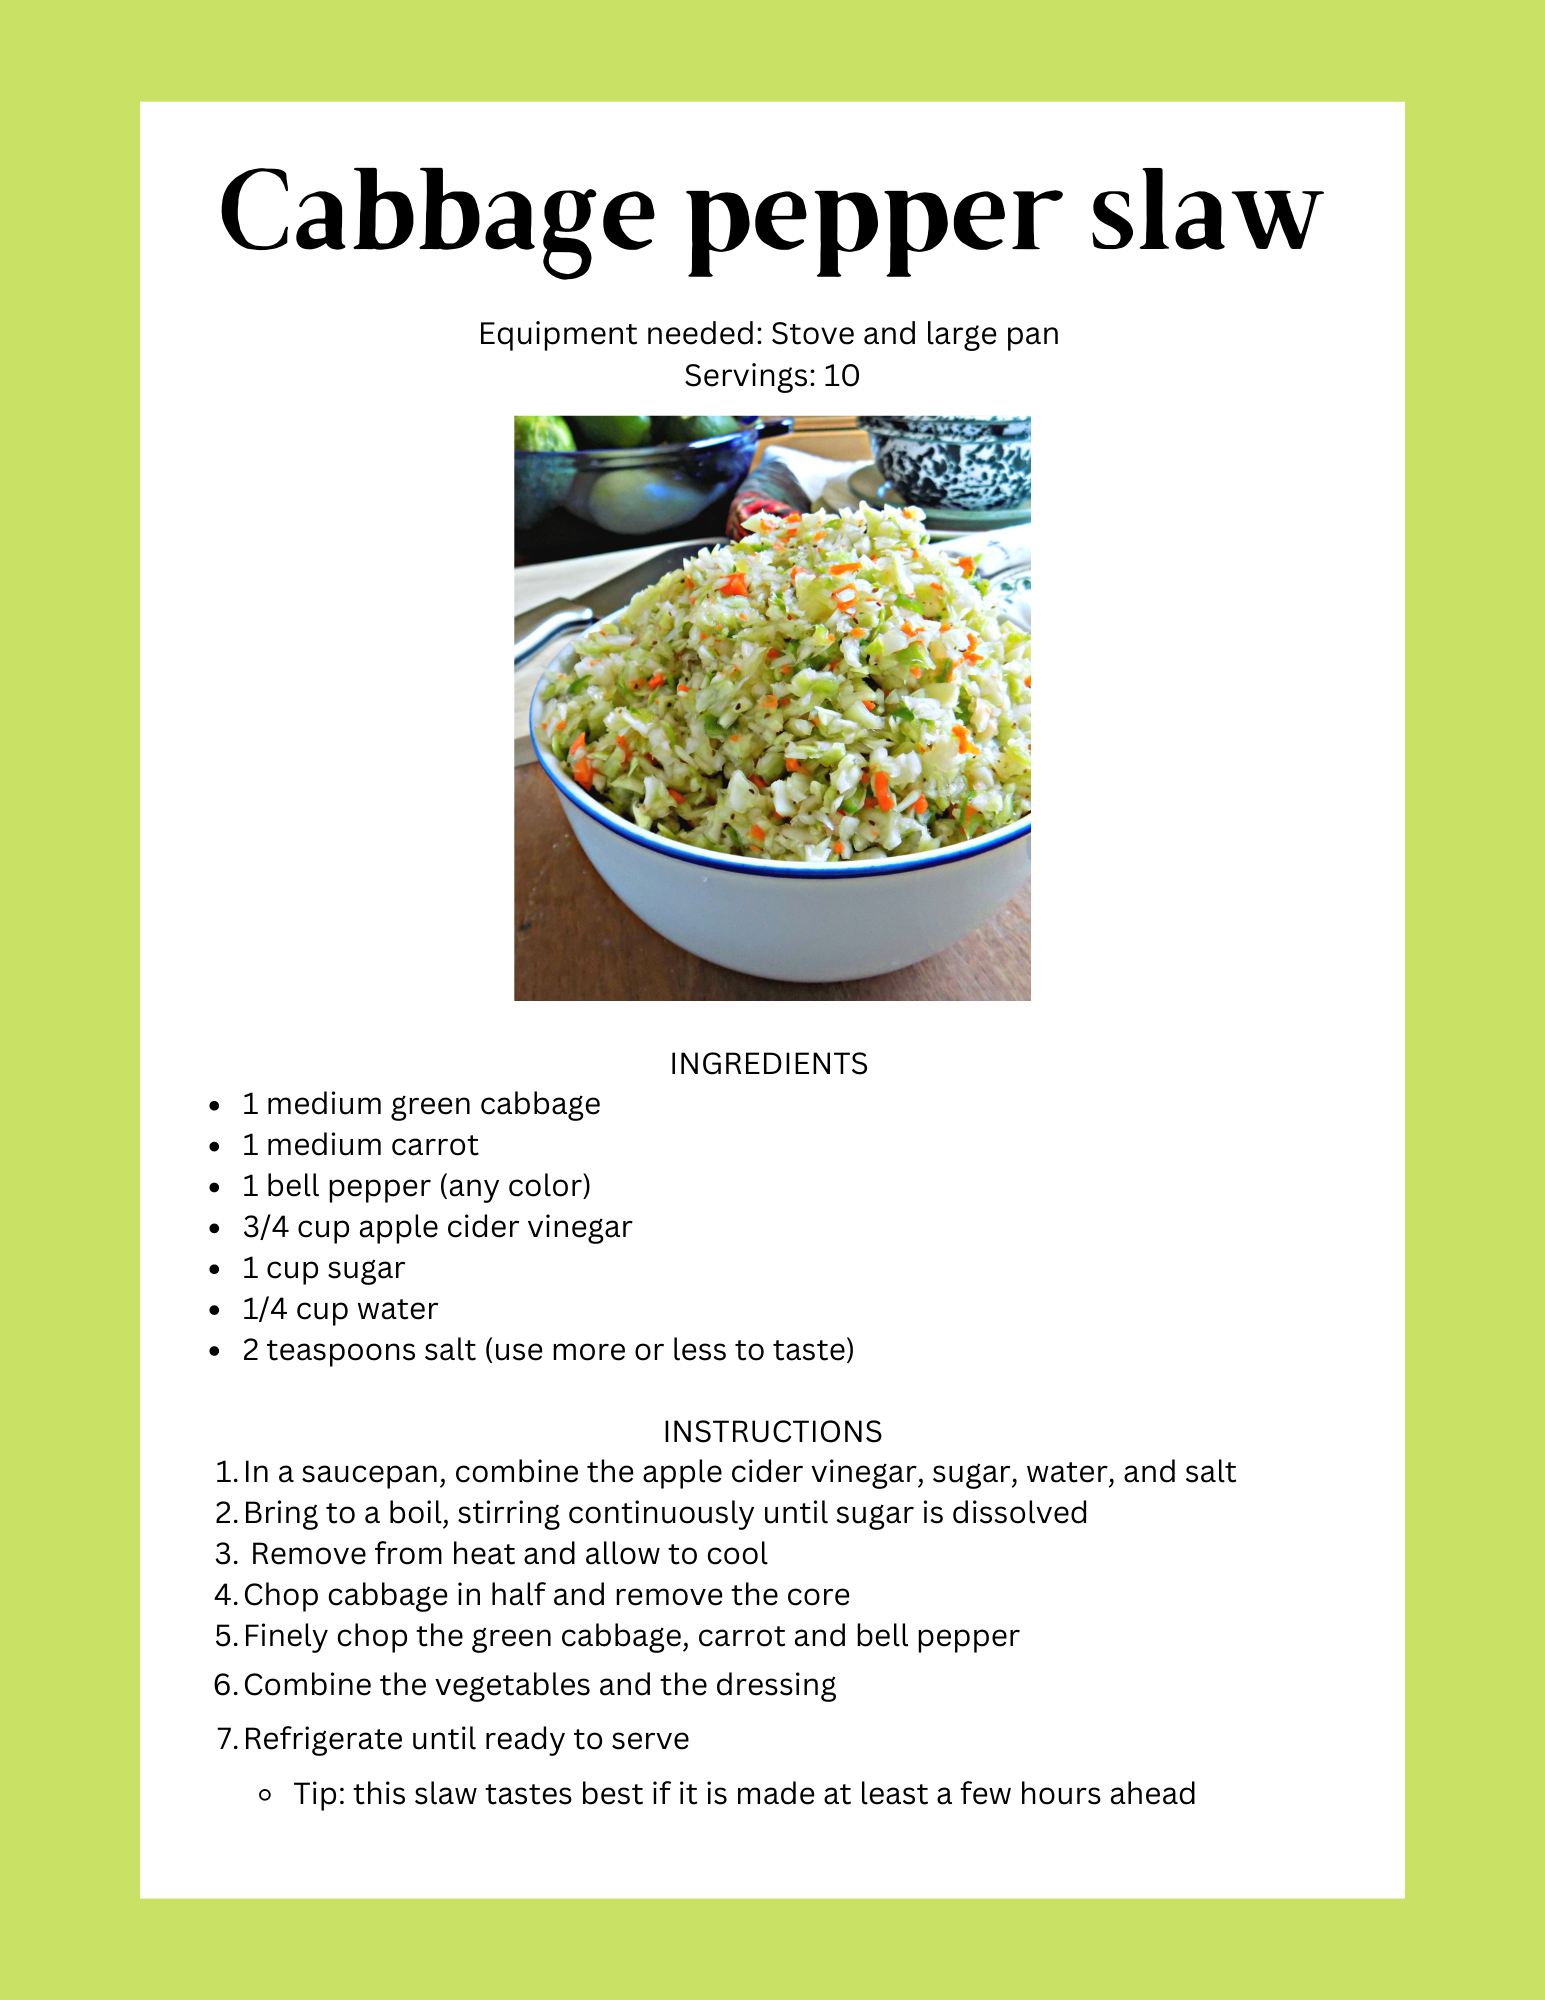 Cabbage pepper slaw
Equipment needed: Stove and large pan
Servings: 10
INGREDIENTS
• 1 medium green cabbage
• 1 medium carrot
• 1 bell pepper (any color)
• 3/4 cup apple cider vinegar
• 1 cup sugar
• 1/4 cup water
• 2 teaspoons salt (use more or less to taste)
INSTRUCTIONS
1. In a saucepan, combine the apple cider vinegar, sugar, water, and salt
2. Bring to a boil, stirring continuously until sugar is dissolved
3. Remove from heat and allow to cool
4. Chop cabbage in half and remove the core
5. Finely chop the green cabbage, carrot and bell pepper
6. Combine the vegetables and the dressing
7. Refrigerate until ready to serve
◦ Tip: this slaw tastes best if it is made at least a few hours ahead